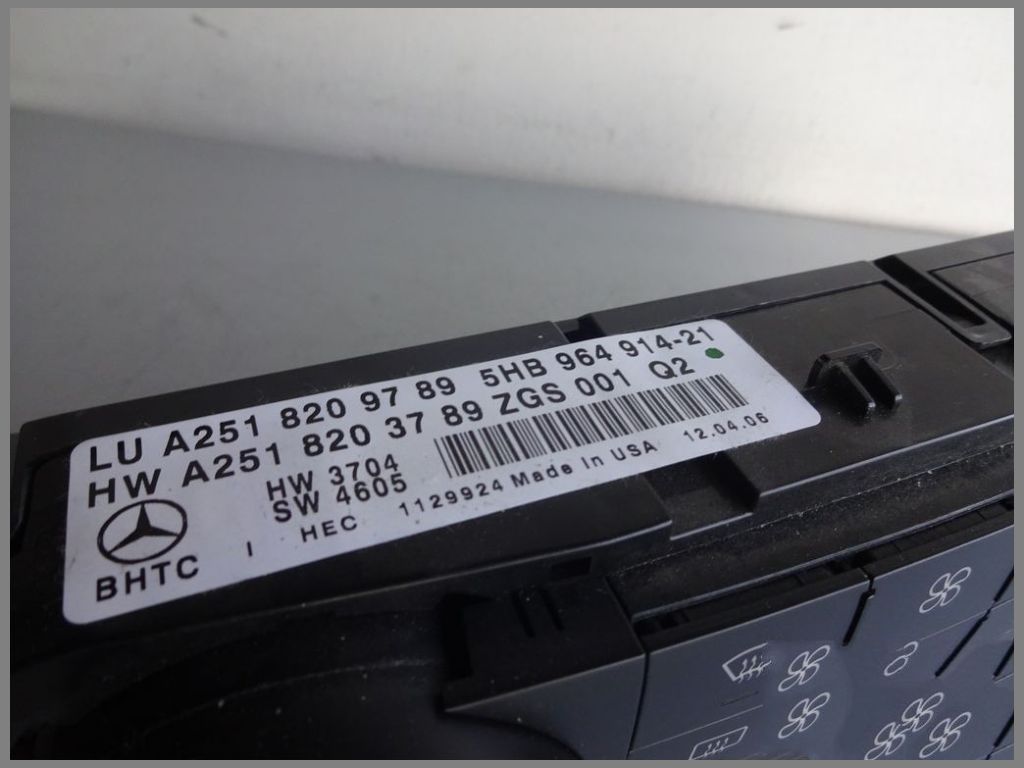 LU A251 820 97 89 5HB 964 914-21
HW A251 820 37 89 ZGS 001 Q2
HW 3704
SW 4605
HEC 1129924 Made In USA 12.04.06
BHTC I